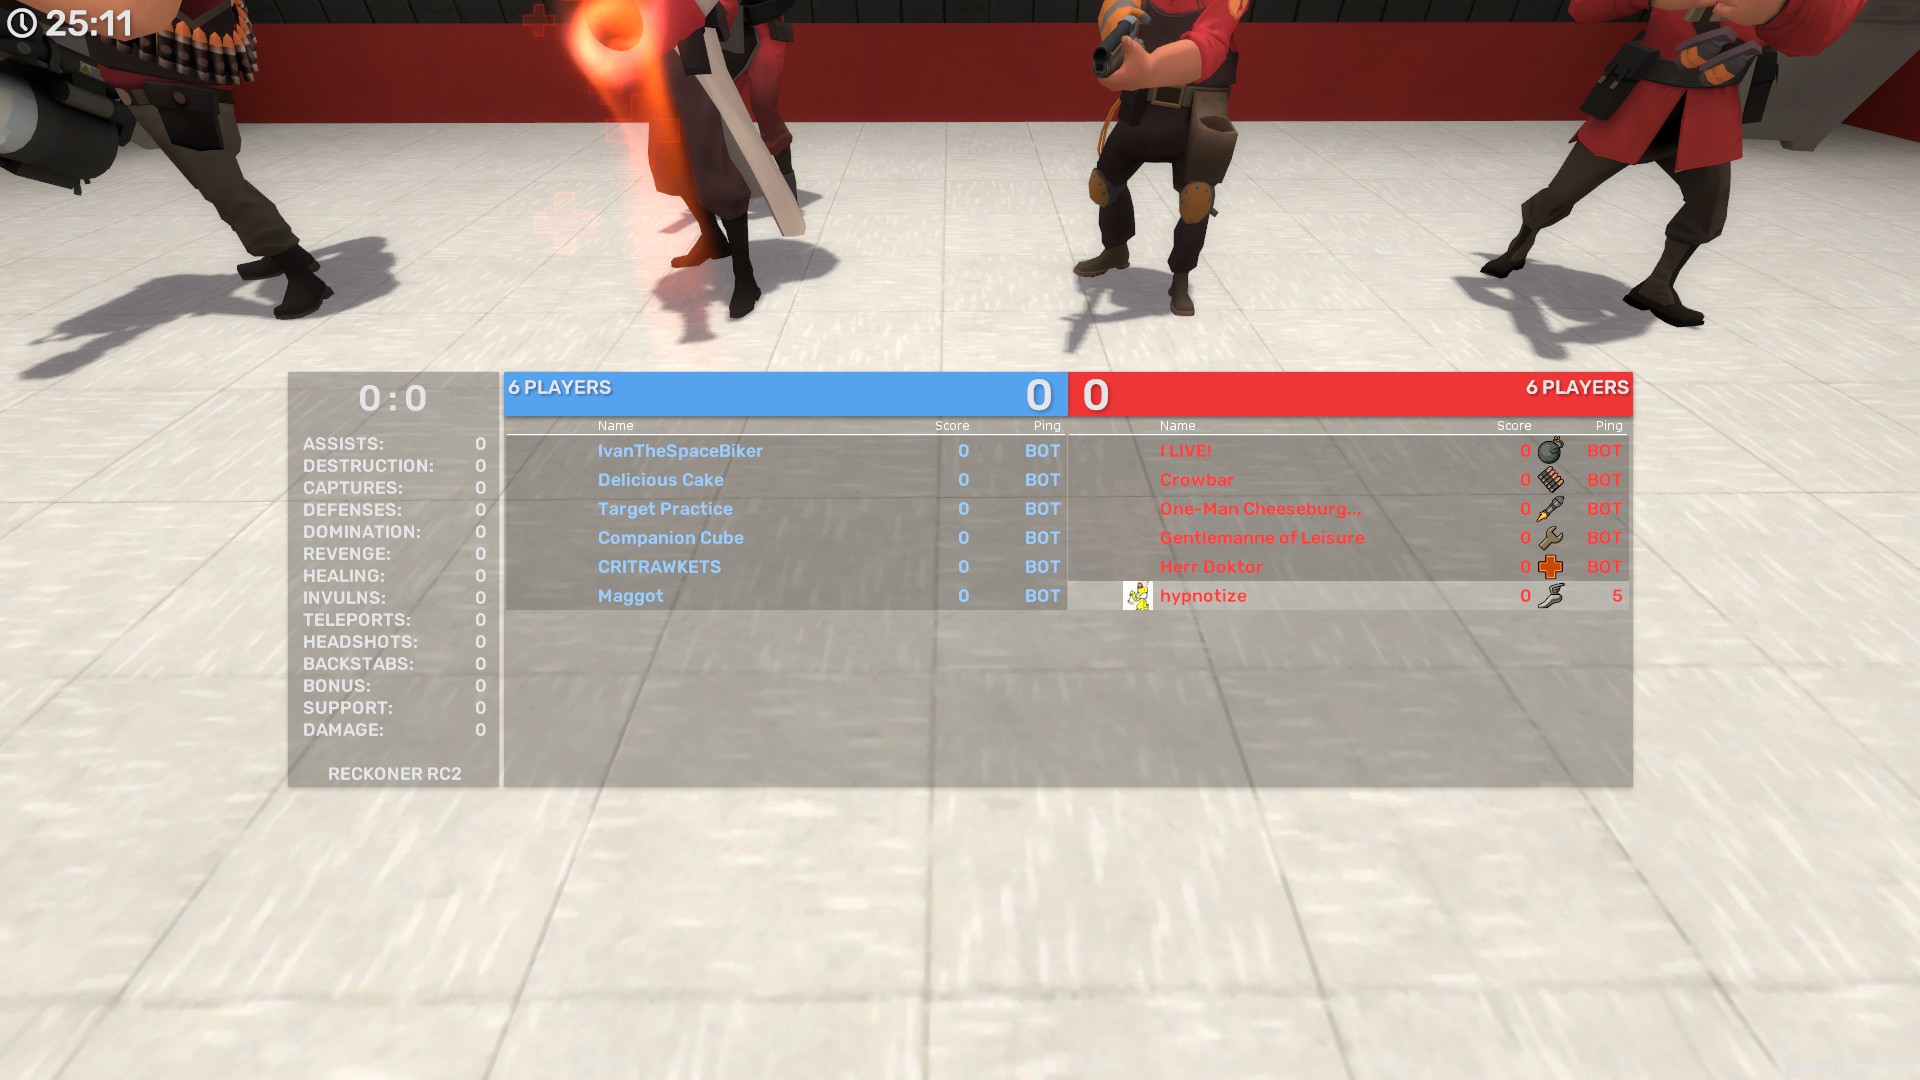 25:11
0 : 0
ASSISTS: 0
DESTRUCTION: 0
CAPTURES: 0
DEFENSES: 0
DOMINATION: 0
REVENGE: 0
HEALING: 0
INVULNS: 0
TELEPORTS: 0
HEADSHOTS: 0
BACKSTABS: 0
BONUS: 0
SUPPORT: 0
DAMAGE: 0
RECKONER RC2
6 PLAYERS 0
Name Score Ping
IvanTheSpaceBiker 0 BOT
Delicious Cake 0 BOT
Target Practice 0 BOT
Companion Cube 0 BOT
CRITRAWKETS 0 BOT
Maggot 0 BOT
0 6 PLAYERS
Name Score Ping
I LIVE! 0 BOT
Crowbar 0 BOT
One-Man Cheeseburg... 0 BOT
Gentlemanne of Leisure 0 BOT
Herr Doktor 0 BOT
hypnotize 0 5